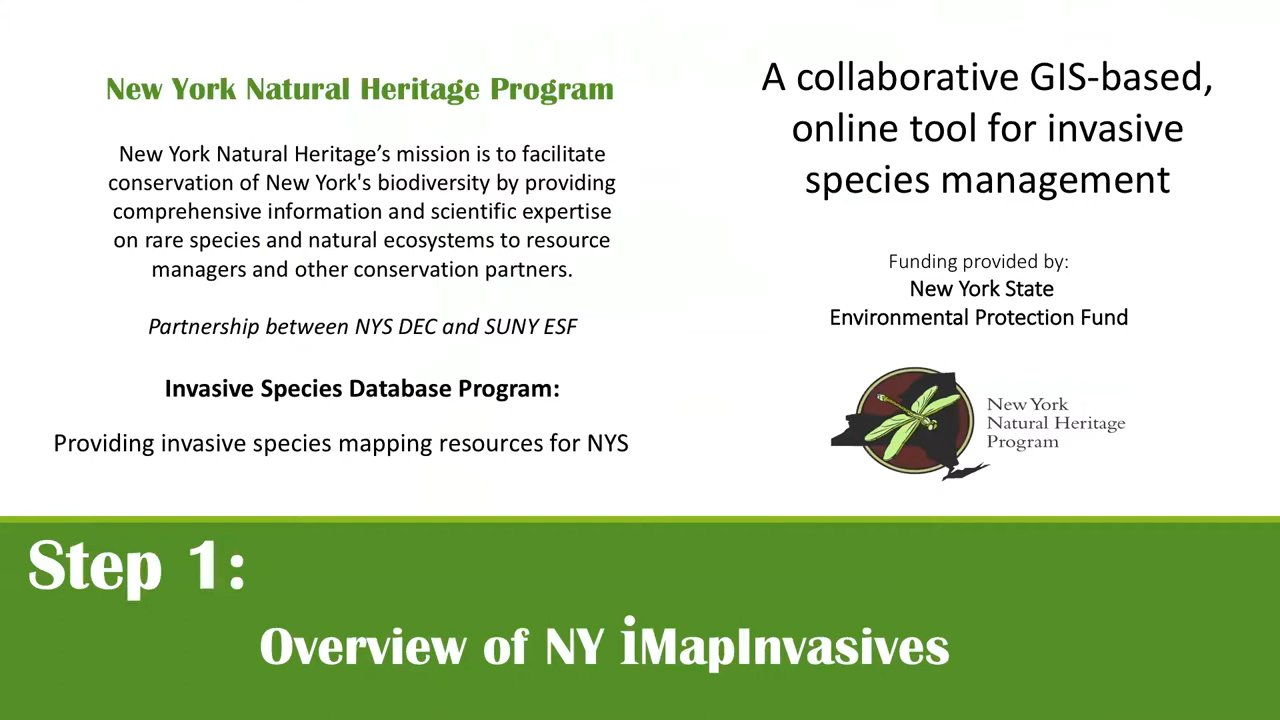 New York Natural Heritage Program
New York Natural Heritage’s mission is to facilitate
conservation of New York's biodiversity by providing
comprehensive information and scientific expertise
on rare species and natural ecosystems to resource
managers and other conservation partners.
Partnership between NYS DEC and SUNY ESF
Invasive Species Database Program:
Providing invasive species mapping resources for NYS
A collaborative GIS-based,
online tool for invasive
species management
Funding provided by:
New York State
Environmental Protection Fund
New York
Natural Heritage
Program
Step 1:
Overview of NY iMapInvasives